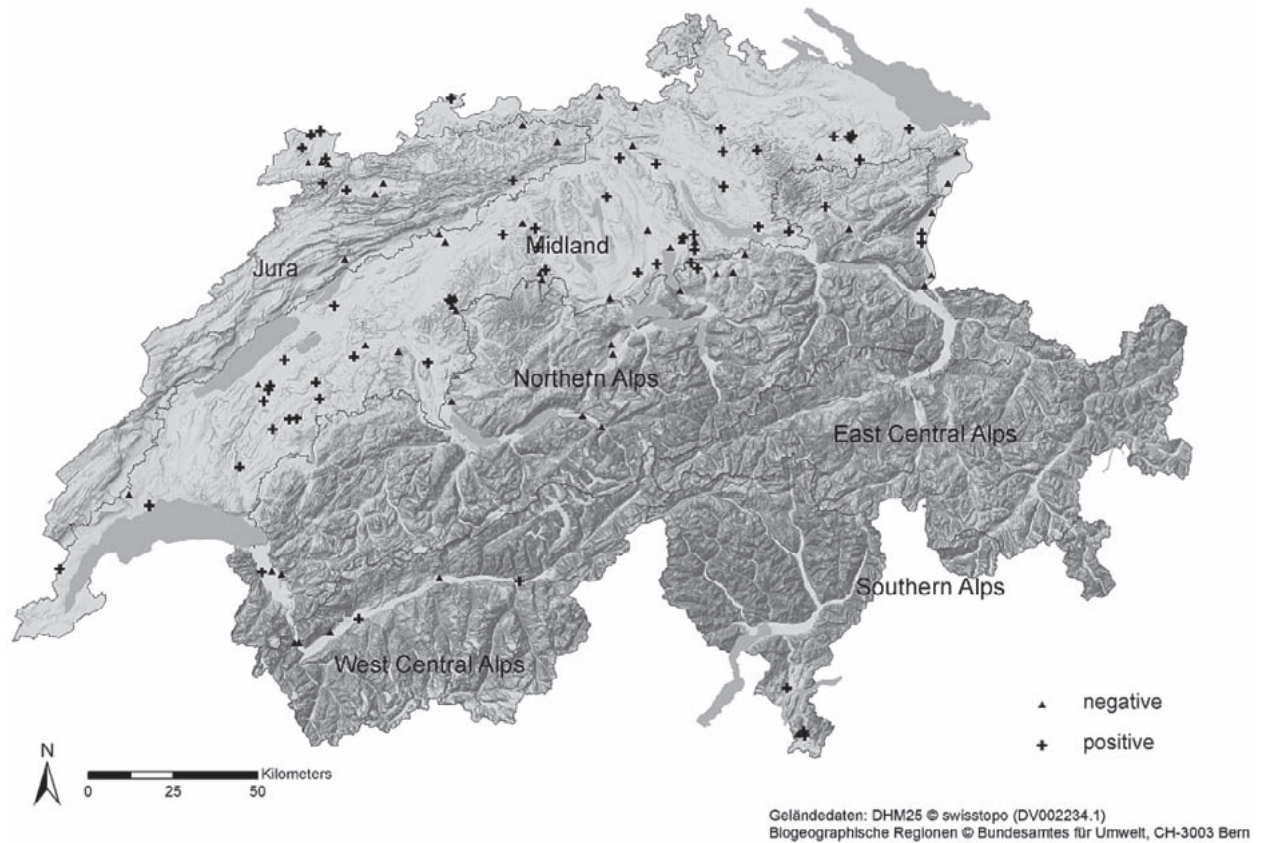 Jura
Midland
Northern Alps
East Central Alps
Southern Alps
West Central Alps
negative
positive
N
Kilometers
0 25 50
Geländedaten: DHM25 © swisstopo (DV002234.1)
Biogeographische Regionen © Bundesamtes für Umwelt, CH-3003 Bern